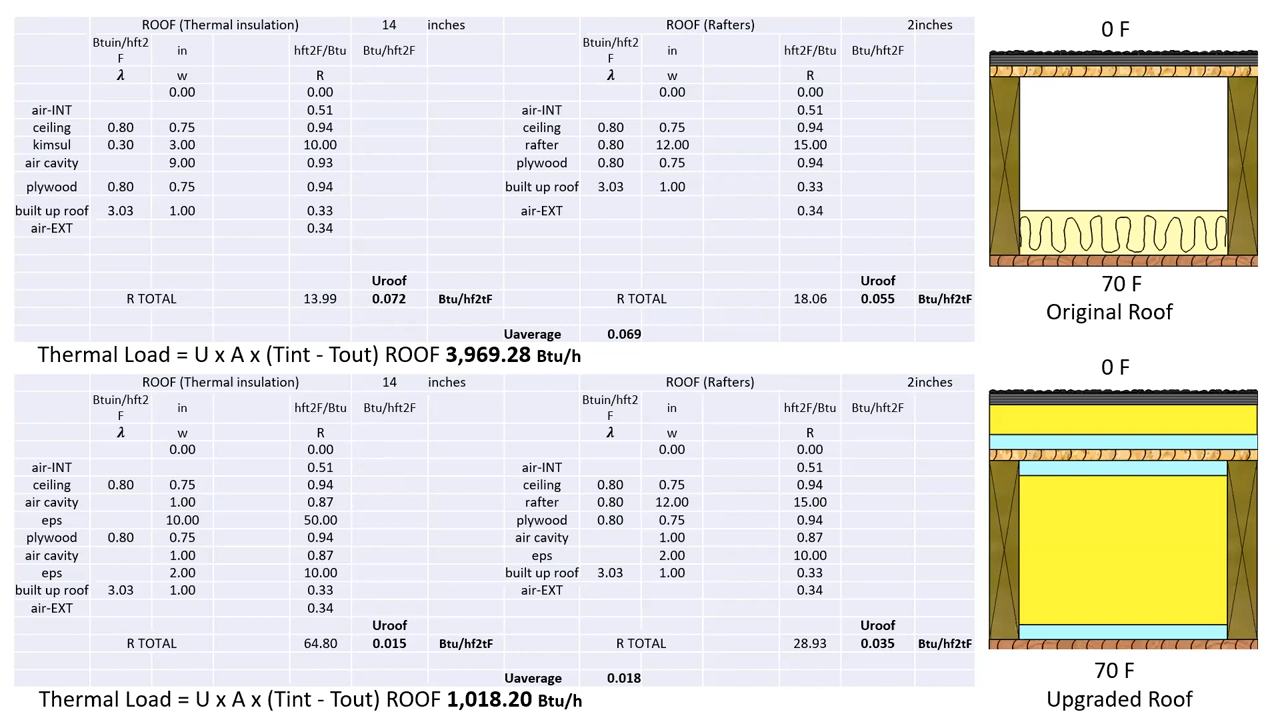 ROOF (Thermal insulation) 14 inches ROOF (Rafters) 2inches
Btuin/hft2 F in hft2F/Btu Btu/hft2F Btuin/hft2 F in hft2F/Btu Btu/hft2F
λ w R λ w R
0.00 0.00 0.00 0.00
air-INT 0.51 air-INT 0.51
ceiling 0.80 0.75 0.94 ceiling 0.80 0.75 0.94
kimsul 0.30 3.00 10.00 rafter 0.80 12.00 15.00
air cavity 9.00 0.93 plywood 0.80 0.75 0.94
plywood 0.80 0.75 0.94 built up roof 3.03 1.00 0.33
built up roof 3.03 1.00 0.33 air-EXT 0.34
air-EXT 0.34
Uroof Uroof
R TOTAL 13.99 0.072 Btu/hf2tF R TOTAL 18.06 0.055 Btu/hf2tF
Uaverage 0.069
Thermal Load = U x A x (Tint - Tout) ROOF 3,969.28 Btu/h
0 F
70 F
Original Roof
ROOF (Thermal insulation) 14 inches ROOF (Rafters) 2inches
Btuin/hft2 F in hft2F/Btu Btu/hft2F Btuin/hft2 F in hft2F/Btu Btu/hft2F
λ w R λ w R
0.00 0.00 0.00 0.00
air-INT 0.51 air-INT 0.51
ceiling 0.80 0.75 0.94 ceiling 0.80 0.75 0.94
air cavity 1.00 0.87 rafter 0.80 12.00 15.00
eps 10.00 50.00 plywood 0.80 0.75 0.94
plywood 0.80 0.75 0.94 air cavity 1.00 0.87
air cavity 1.00 0.87 eps 2.00 10.00
eps 2.00 10.00 built up roof 3.03 1.00 0.33
built up roof 3.03 1.00 0.33 air-EXT 0.34
air-EXT 0.34
Uroof Uroof
R TOTAL 64.80 0.015 Btu/hf2tF R TOTAL 28.93 0.035 Btu/hf2tF
Uaverage 0.018
Thermal Load = U x A x (Tint - Tout) ROOF 1,018.20 Btu/h
0 F
70 F
Upgraded Roof